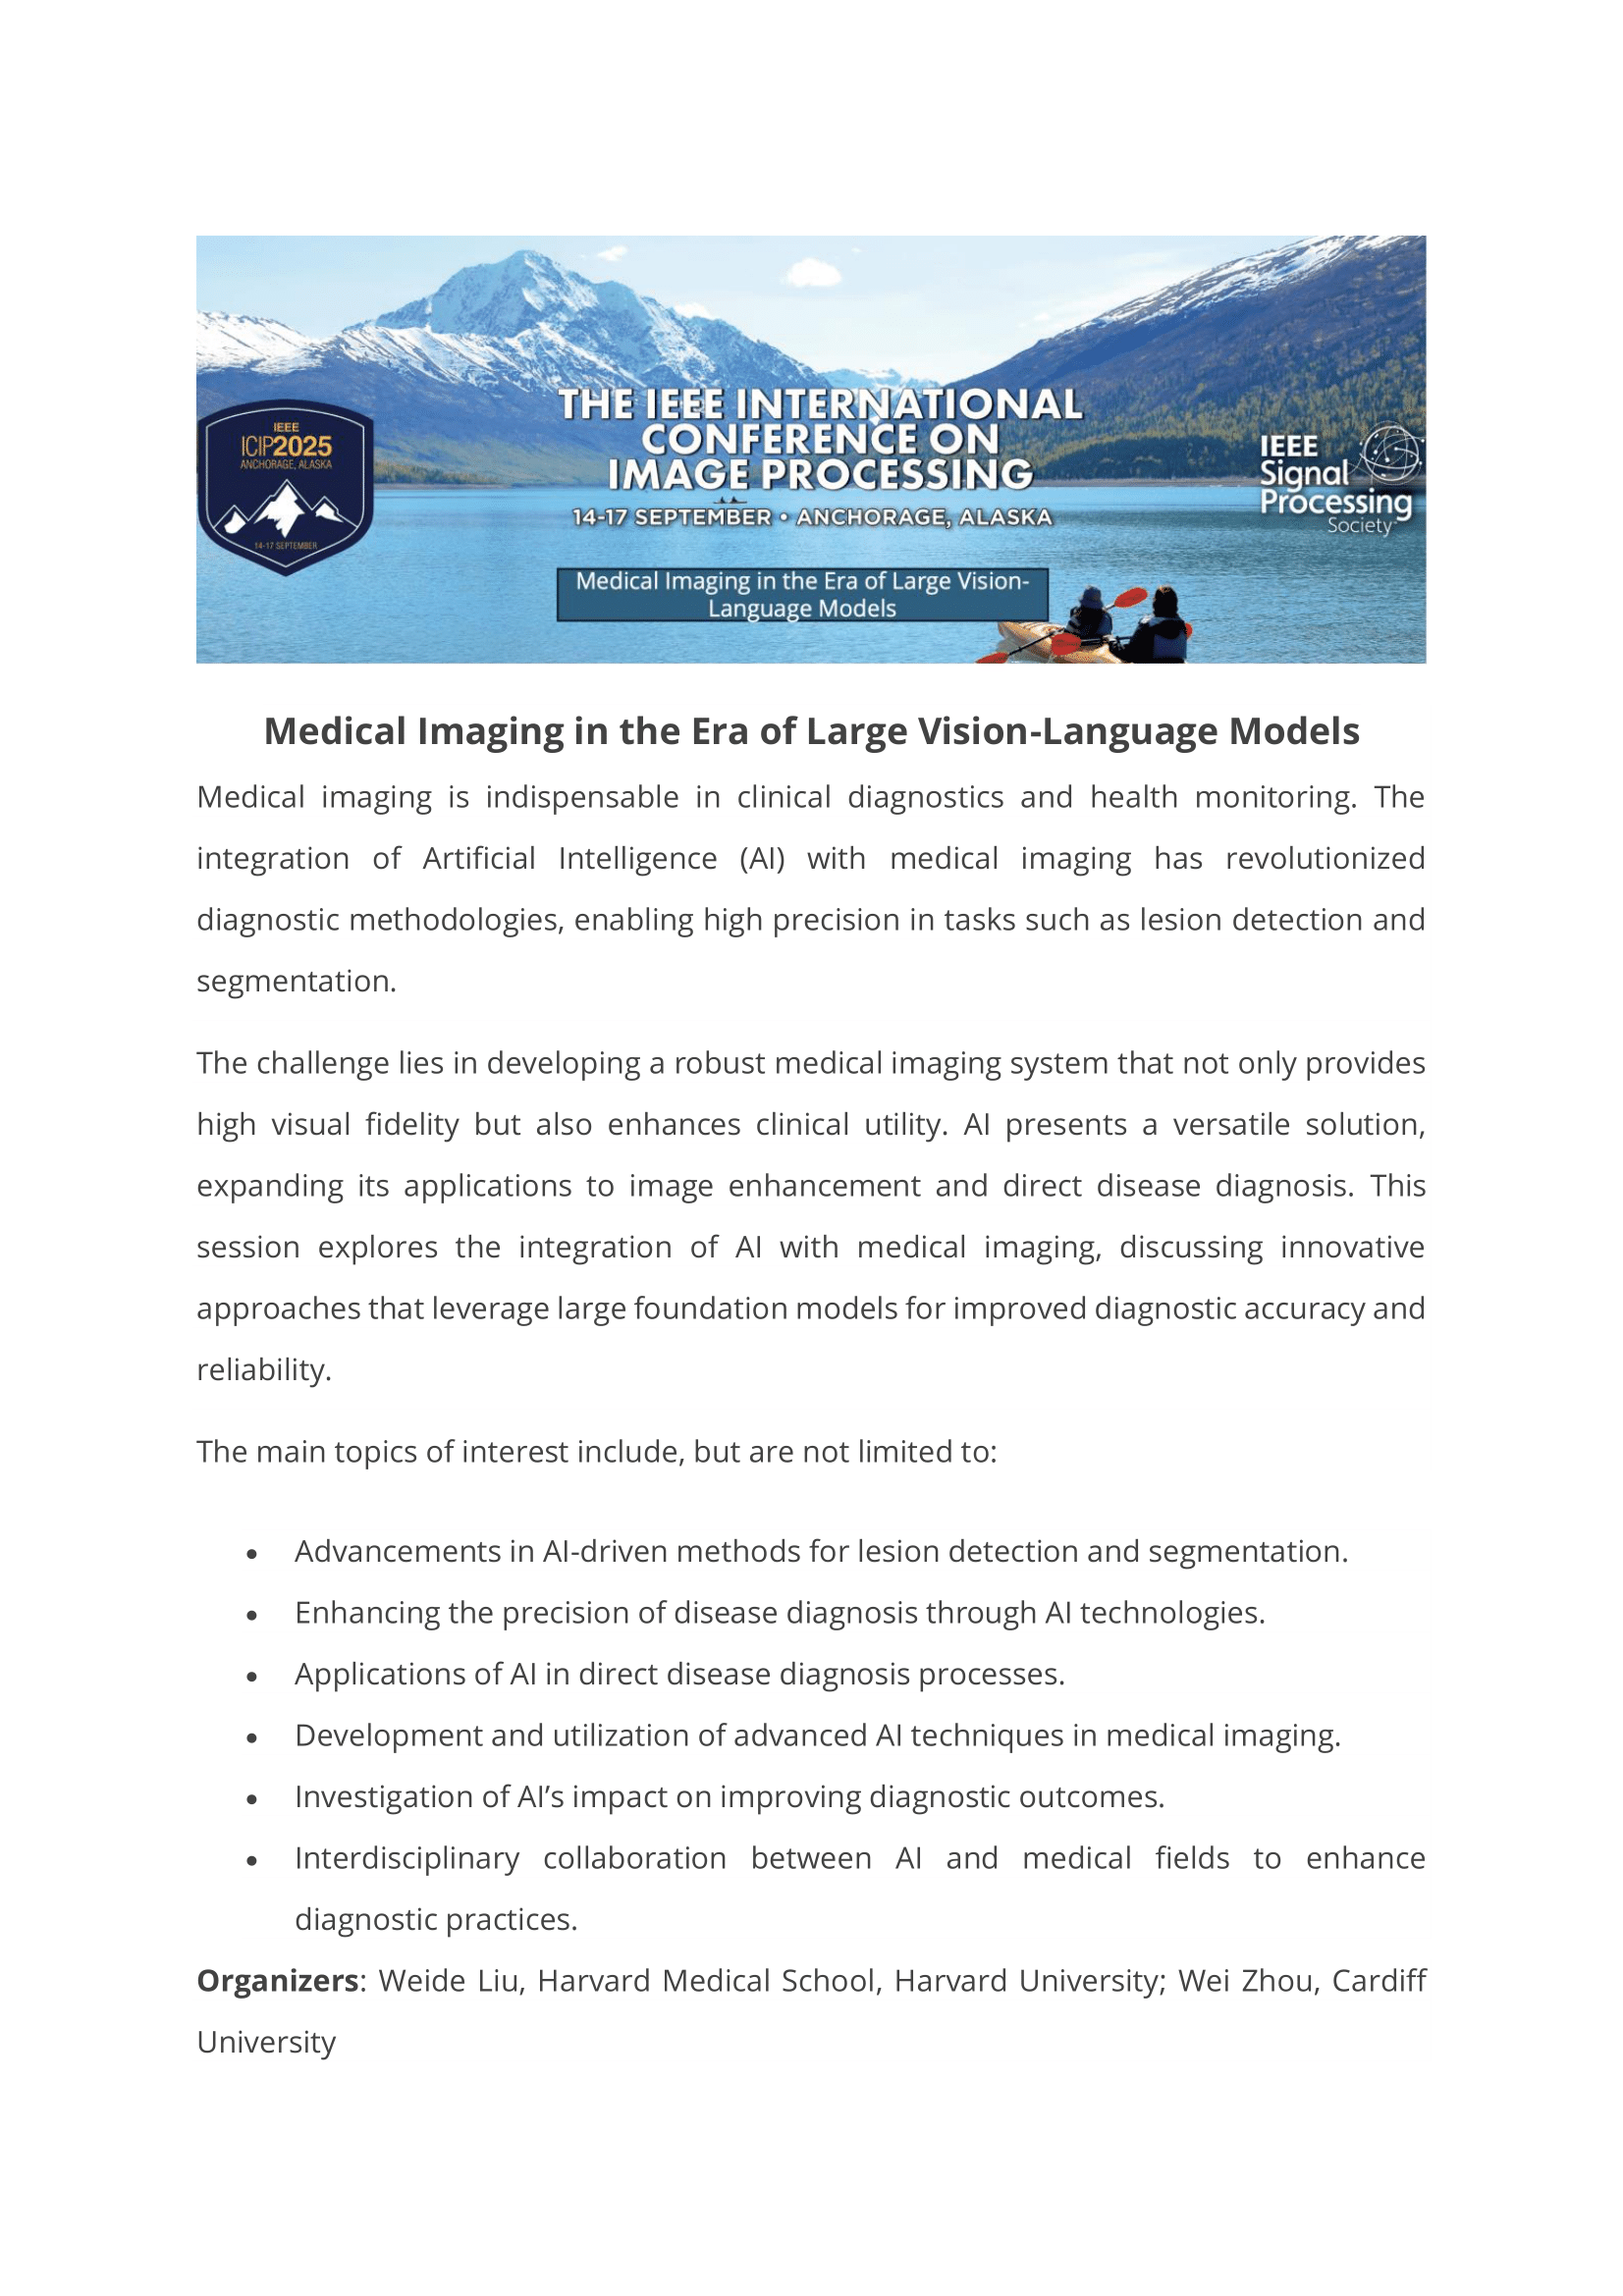 IEEE
ICIP2025
ANCHORAGE, ALASKA
14-17 SEPTEMBER
THE IEEE INTERNATIONAL
CONFERENCE ON
IMAGE PROCESSING
14-17 SEPTEMBER • ANCHORAGE, ALASKA
IEEE
Signal
Processing
Society
Medical Imaging in the Era of Large Vision-
Language Models
Medical Imaging in the Era of Large Vision-Language Models
Medical imaging is indispensable in clinical diagnostics and health monitoring. The
integration of Artificial Intelligence (AI) with medical imaging has revolutionized
diagnostic methodologies, enabling high precision in tasks such as lesion detection and
segmentation.
The challenge lies in developing a robust medical imaging system that not only provides
high visual fidelity but also enhances clinical utility. AI presents a versatile solution,
expanding its applications to image enhancement and direct disease diagnosis. This
session explores the integration of AI with medical imaging, discussing innovative
approaches that leverage large foundation models for improved diagnostic accuracy and
reliability.
The main topics of interest include, but are not limited to:
• Advancements in AI-driven methods for lesion detection and segmentation.
• Enhancing the precision of disease diagnosis through AI technologies.
• Applications of AI in direct disease diagnosis processes.
• Development and utilization of advanced AI techniques in medical imaging.
• Investigation of AI’s impact on improving diagnostic outcomes.
• Interdisciplinary collaboration between AI and medical fields to enhance
diagnostic practices.
Organizers: Weide Liu, Harvard Medical School, Harvard University; Wei Zhou, Cardiff
University